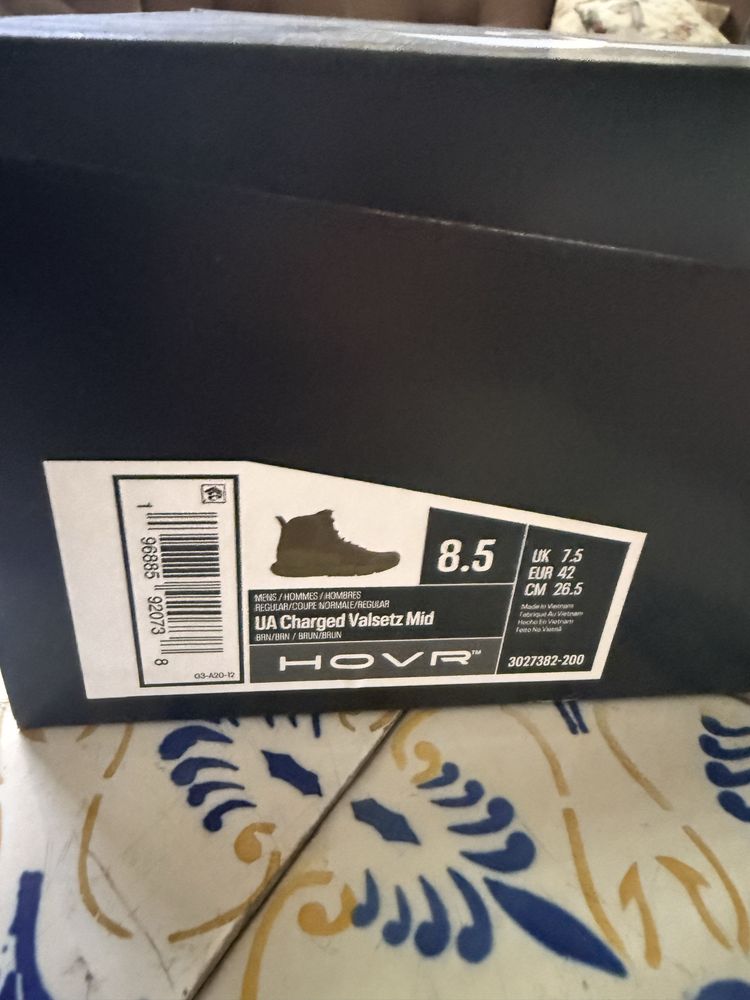 1 96885 92073 8
G3-A20-12
8.5
MENS / HOMMES / HOMBRES
REGULAR/COUPE NORMALE/REGULAR
UA Charged Valsetz Mid
BRN/BRN / BRUN/BRUN
HOVR™
UK 7.5
EUR 42
CM 26.5
Made In Vietnam
Fabriqué Au Vietnam
Hecho En Vietnam
Feito No Vietnã
3027382-200